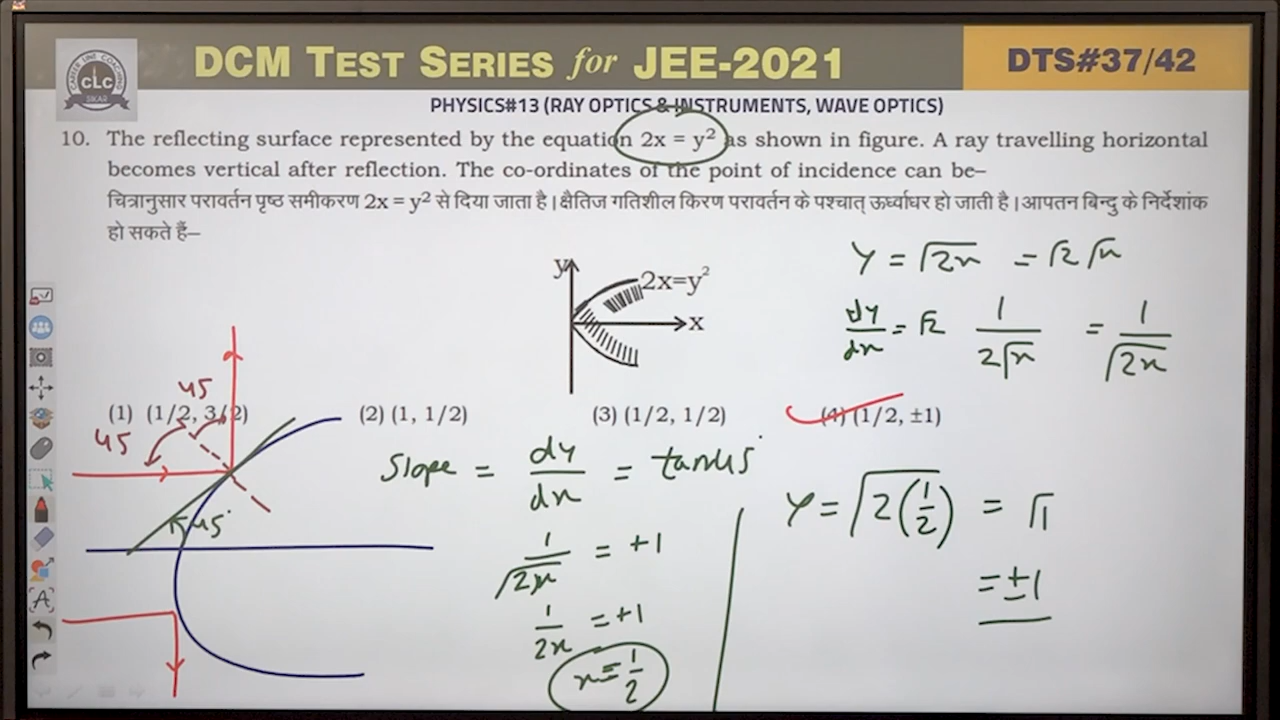 DCM TEST SERIES for JEE-2021
DTS#37/42
CAREER LINE COACHING
CLC
SIKAR
PHYSICS#13 (RAY OPTICS & INSTRUMENTS, WAVE OPTICS)
10. The reflecting surface represented by the equation 2x = y² as shown in figure. A ray travelling horizontal
becomes vertical after reflection. The co-ordinates of the point of incidence can be–
चित्रानुसार परावर्तन पृष्ठ समीकरण 2x = y² से दिया जाता है। क्षैतिज गतिशील किरण परावर्तन के पश्चात् ऊर्ध्वाधर हो जाती है। आपतन बिन्दु के निर्देशांक
हो सकते हैं–
y
2x=y²
x
y = √2x = √2 √x
dy/dx = √2 1/2√x = 1/√2x
(1) (1/2, 3/2) (2) (1, 1/2) (3) (1/2, 1/2) (4) (1/2, ±1)
45
45
45°
Slope = dy/dx = tan45°
1/√2x = +1
1/2x = +1
x = 1/2
y = √2(1/2) = √1
= ±1
A